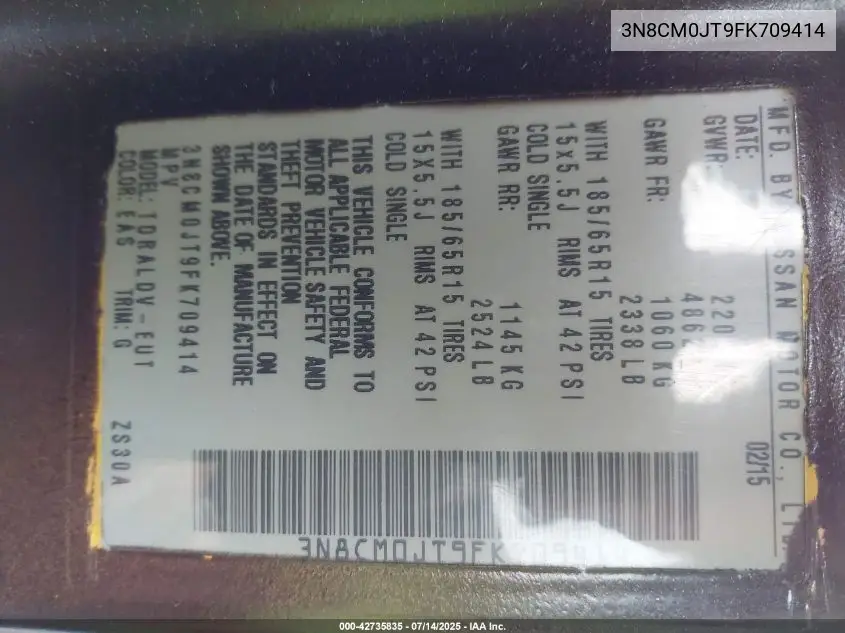 3N8CM0JT9FK709414
MFD. BY NISSAN MOTOR CO., LTD.
DATE: 02/15
GVWR: 220
GAWR FR: 1060 KG
2338 LB
WITH 185/65R15 TIRES
15x5.5J RIMS AT 42 PSI
COLD SINGLE
GAWR RR: 1145 KG
2524 LB
WITH 185/65R15 TIRES
15X5.5J RIMS AT 42 PSI
COLD SINGLE
THIS VEHICLE CONFORMS TO
ALL APPLICABLE FEDERAL
MOTOR VEHICLE SAFETY AND
THEFT PREVENTION
STANDARDS IN EFFECT ON
THE DATE OF MANUFACTURE
SHOWN ABOVE.
3N8CM0JT9FK709414
MPV
MODEL: TDRALDV-EUT
COLOR: EAS TRIM: G ZS30A
3N8CM0JT9FK709414
000-42735835 - 07/14/2025 - IAA Inc.